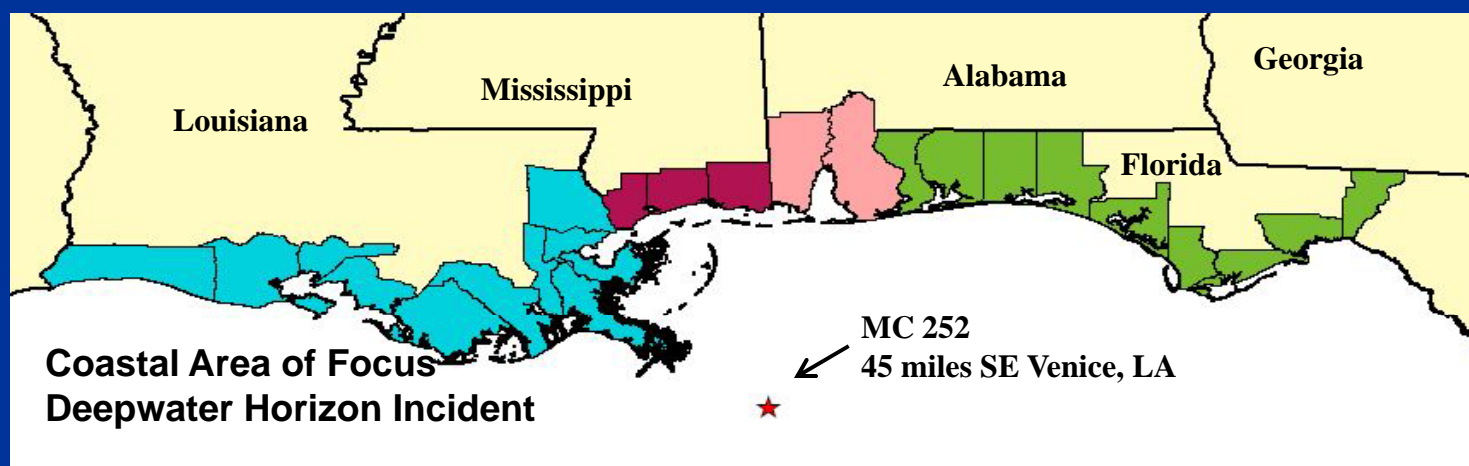 Georgia
Alabama
Mississippi
Louisiana
Florida
MC 252
45 miles SE Venice, LA
Coastal Area of Focus
Deepwater Horizon Incident